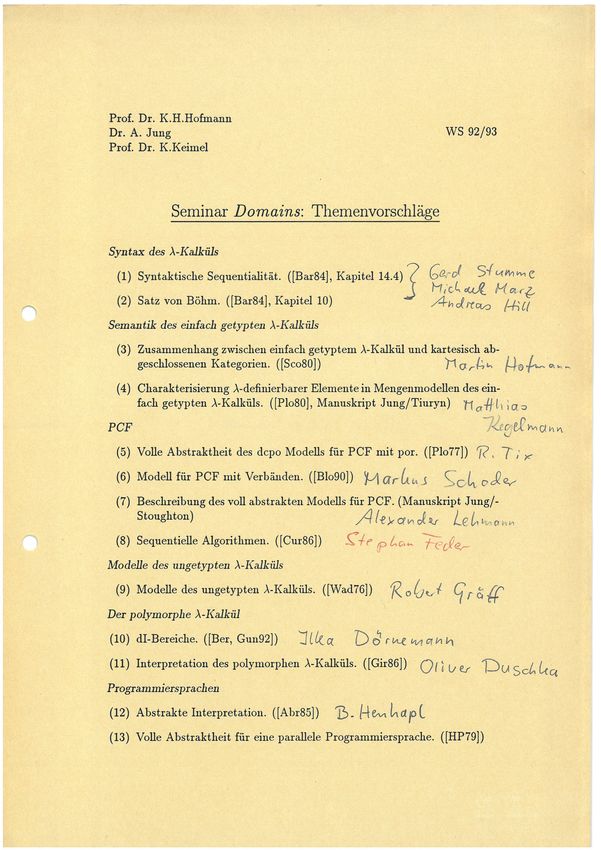 Prof. Dr. K.H.Hofmann
Dr. A. Jung WS 92/93
Prof. Dr. K.Keimel
Seminar Domains: Themenvorschläge
Syntax des λ-Kalküls
(1) Syntaktische Sequentialität. ([Bar84], Kapitel 14.4) Gerd Stumme
Michael Marz
(2) Satz von Böhm. ([Bar84], Kapitel 10) Andreas Hill
Semantik des einfach getypten λ-Kalküls
(3) Zusammenhang zwischen einfach getyptem λ-Kalkül und kartesisch ab-
geschlossenen Kategorien. ([Sco80]) Martin Hofmann
(4) Charakterisierung λ-definierbarer Elemente in Mengenmodellen des ein-
fach getypten λ-Kalküls. ([Plo80], Manuskript Jung/Tiuryn) Matthias
Kegelmann
PCF
(5) Volle Abstraktheit des dcpo Modells für PCF mit por. ([Plo77]) R. Tix
(6) Modell für PCF mit Verbänden. ([Blo90]) Markus Schoder
(7) Beschreibung des voll abstrakten Modells für PCF. (Manuskript Jung/-
Stoughton) Alexander Lehmann
(8) Sequentielle Algorithmen. ([Cur86]) Stephan Feder
Modelle des ungetypten λ-Kalküls
(9) Modelle des ungetypten λ-Kalküls. ([Wad76]) Robert Gräff
Der polymorphe λ-Kalkül
(10) dI-Bereiche. ([Ber, Gun92]) Ilka Dörnemann
(11) Interpretation des polymorphen λ-Kalküls. ([Gir86]) Oliver Duschka
Programmiersprachen
(12) Abstrakte Interpretation. ([Abr85]) B. Henhapl
(13) Volle Abstraktheit für eine parallele Programmiersprache. ([HP79])